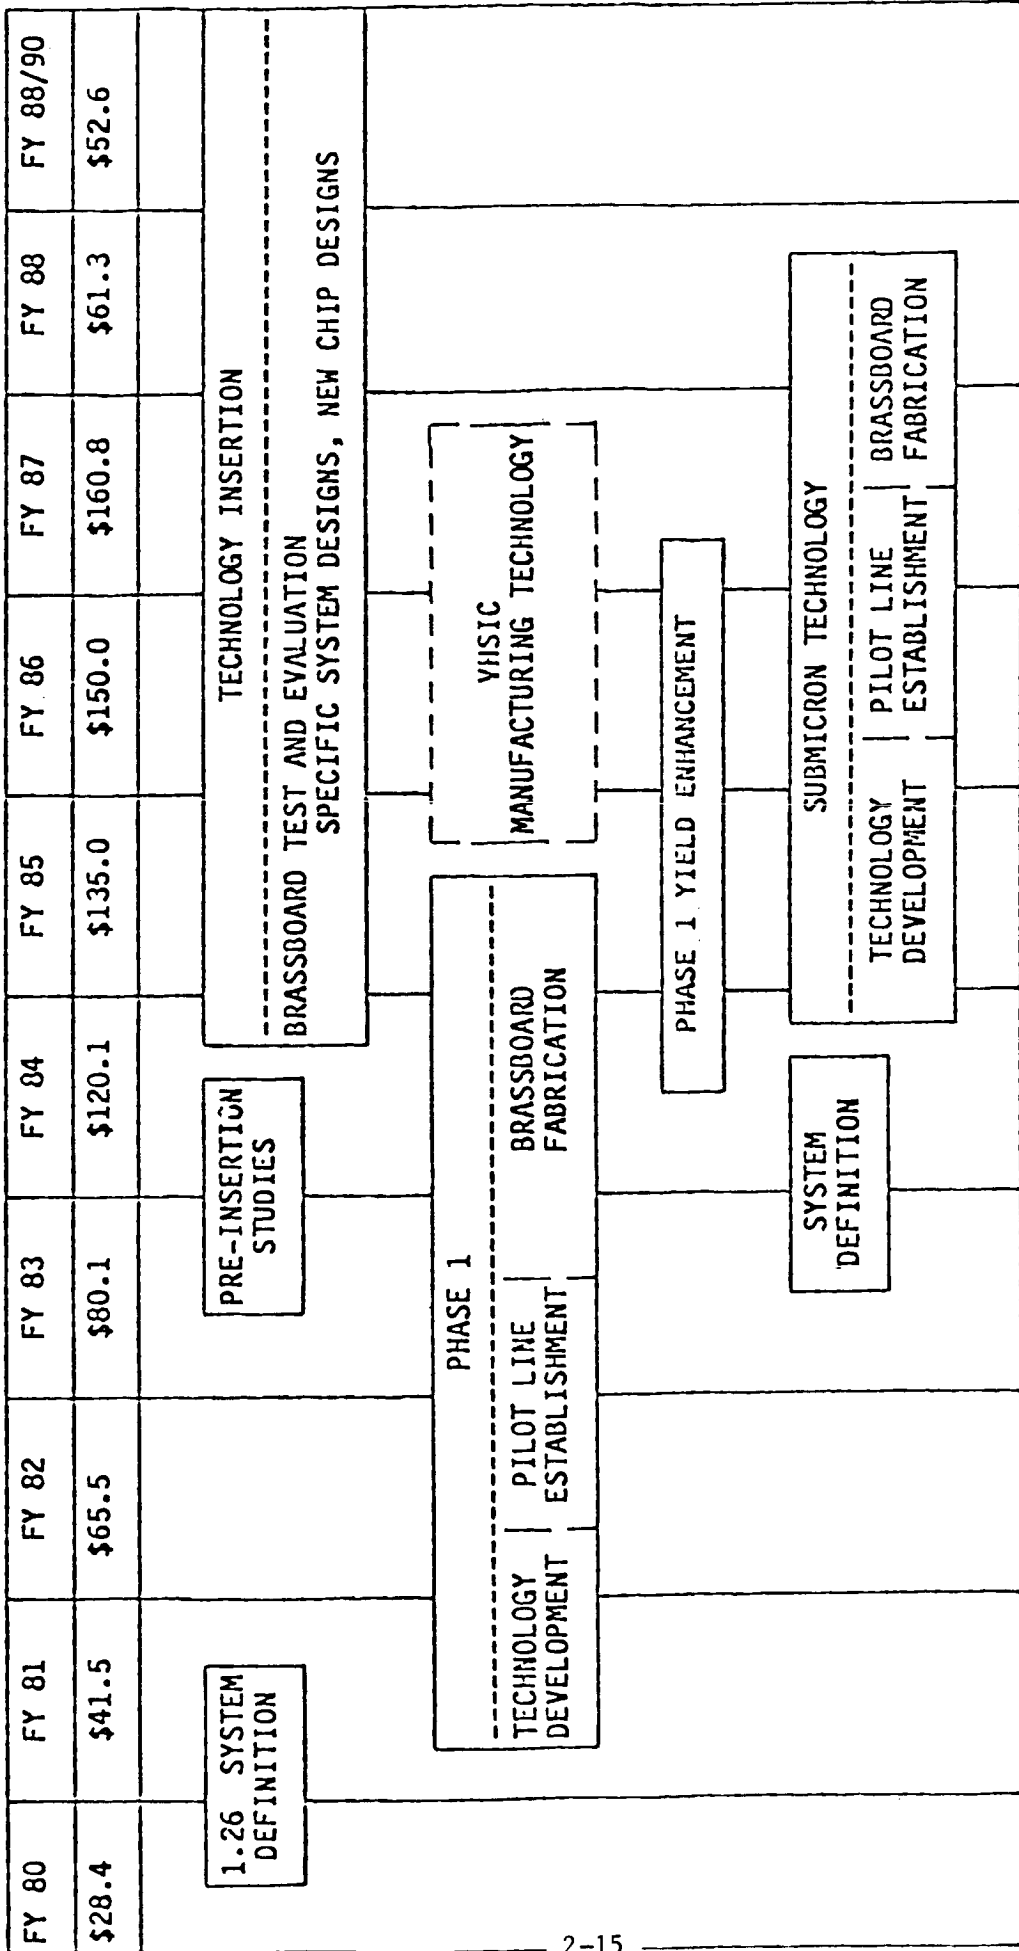 FY 80 FY 81 FY 82 FY 83 FY 84 FY 85 FY 86 FY 87 FY 88 FY 88/90
$28.4 $41.5 $65.5 $80.1 $120.1 $135.0 $150.0 $160.8 $61.3 $52.6
1.26 SYSTEM
DEFINITION
PRE-INSERTION
STUDIES
TECHNOLOGY INSERTION
BRASSBOARD TEST AND EVALUATION
SPECIFIC SYSTEM DESIGNS, NEW CHIP DESIGNS
PHASE 1
TECHNOLOGY
DEVELOPMENT
PILOT LINE
ESTABLISHMENT
BRASSBOARD
FABRICATION
VHSIC
MANUFACTURING TECHNOLOGY
PHASE 1 YIELD ENHANCEMENT
SYSTEM
DEFINITION
SUBMICRON TECHNOLOGY
TECHNOLOGY
DEVELOPMENT
PILOT LINE
ESTABLISHMENT
BRASSBOARD
FABRICATION
2-15